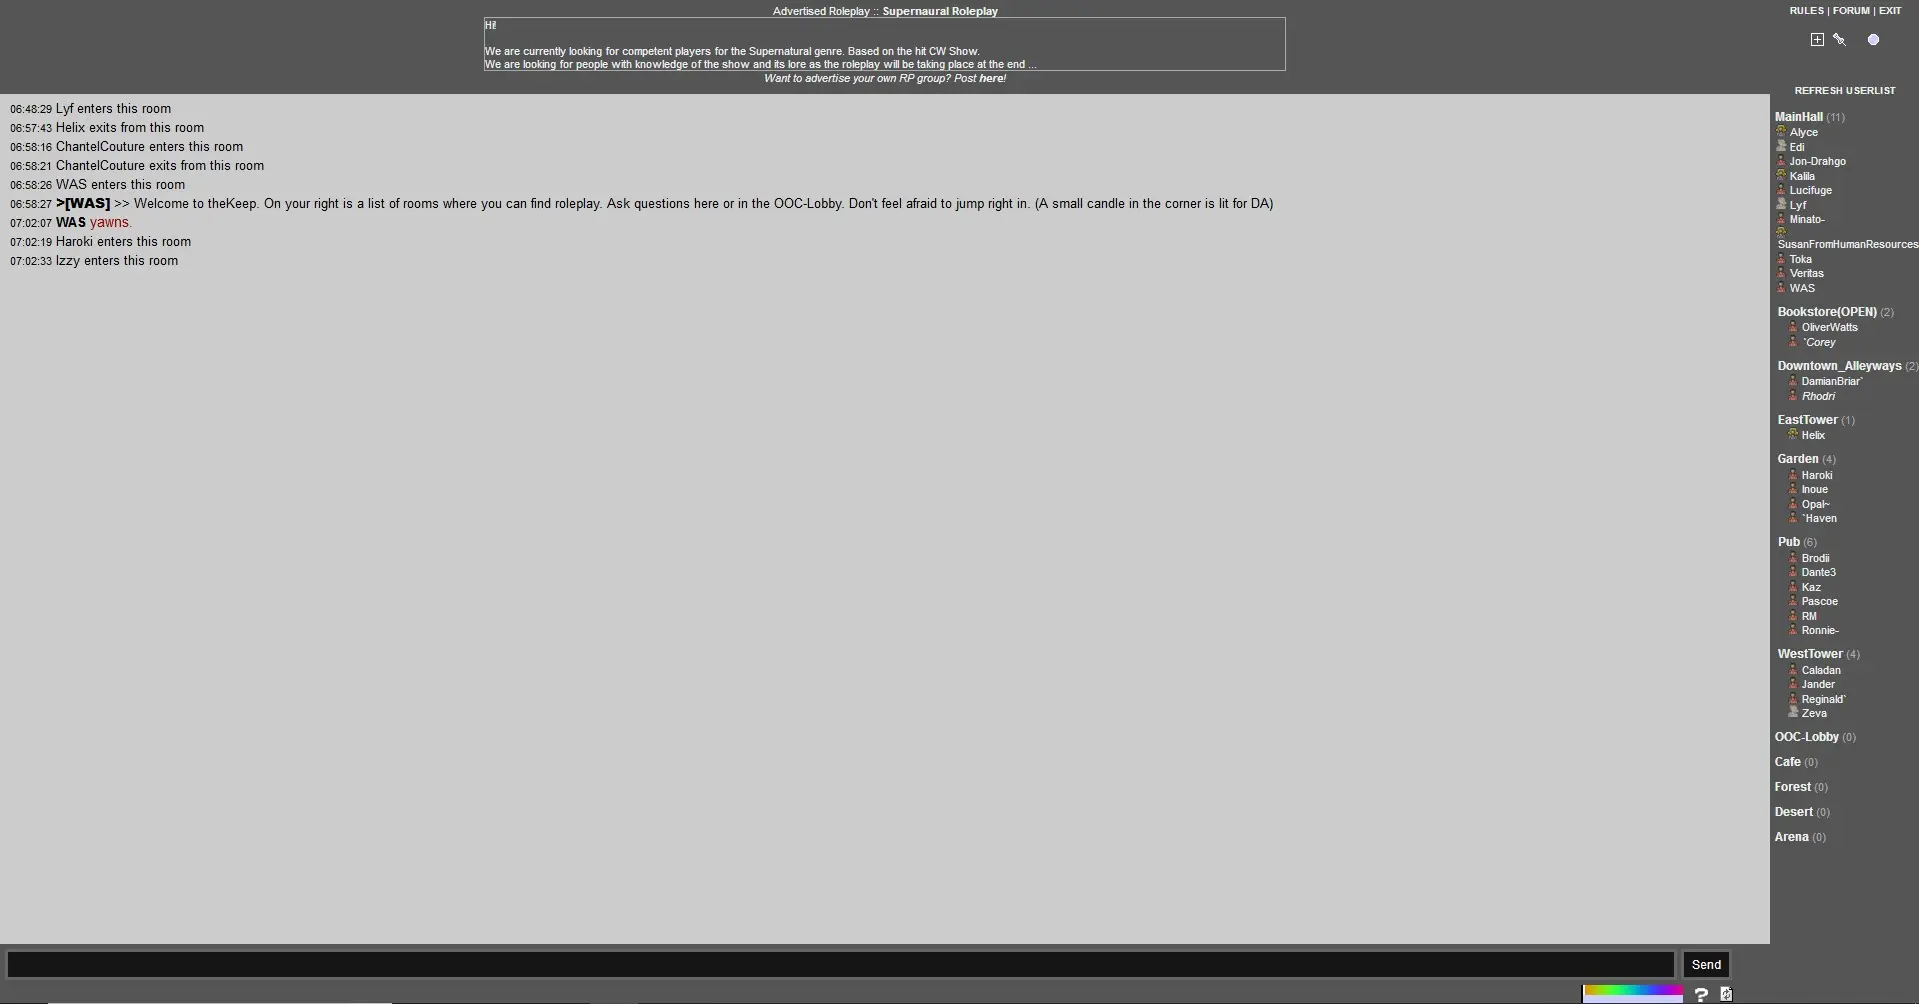 Advertised Roleplay :: Supernaural Roleplay
We are currently looking for competent players for the Supernatural genre. Based on the hit CW Show.
We are looking for people with knowledge of the show and its lore as the roleplay will be taking place at the end ...
Want to advertise your own RP group? Post here!
RULES | FORUM | EXIT
06:48:29 Lyf enters this room
06:57:43 Helix exits from this room
06:58:16 ChantelCouture enters this room
06:58:21 ChantelCouture exits from this room
06:58:26 WAS enters this room
06:58:27 >[WAS] >> Welcome to theKeep. On your right is a list of rooms where you can find roleplay. Ask questions here or in the OOC-Lobby. Don't feel afraid to jump right in. (A small candle in the corner is lit for DA)
07:02:07 WAS yawns.
07:02:19 Haroki enters this room
07:02:33 Izzy enters this room
REFRESH USERLIST
MainHall (11)
Alyce
Edi
Jon-Drahgo
Kalila
Lucifuge
Lyf
Minato-
SusanFromHumanResources
Toka
Veritas
WAS
Bookstore(OPEN) (2)
OliverWatts
`Corey
Downtown_Alleyways (2)
DamianBriar`
Rhodri
EastTower (1)
Helix
Garden (4)
Haroki
Inoue
Opal~
`Haven
Pub (6)
Brodii
Dante3
Kaz
Pascoe
RM
Ronnie-
WestTower (4)
Caladan
Jander
Reginald`
Zeva
OOC-Lobby (0)
Cafe (0)
Forest (0)
Desert (0)
Arena (0)
Send
?